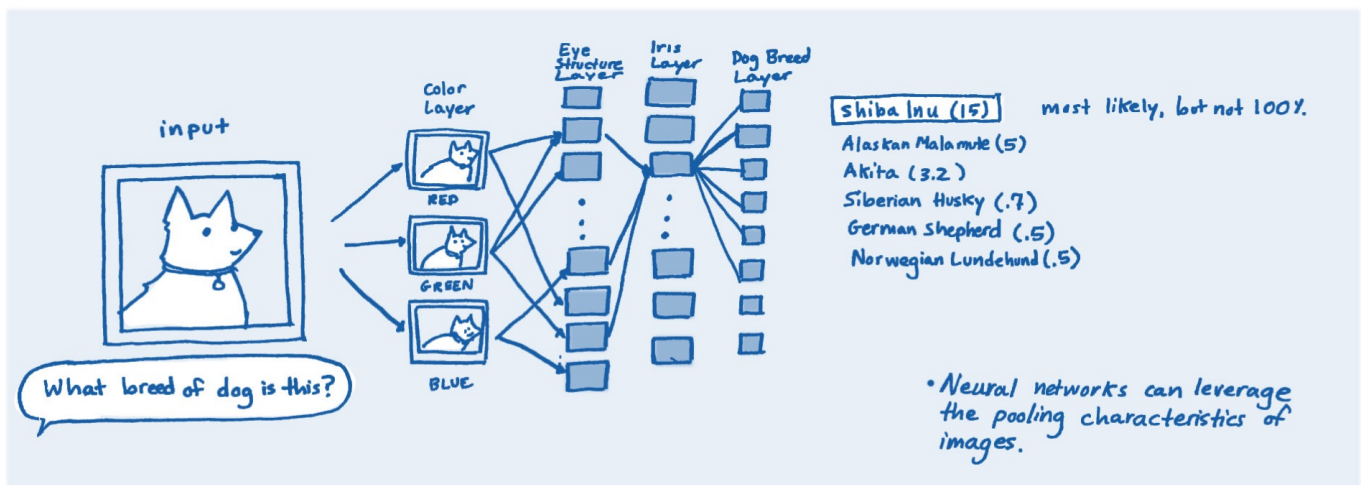 input
What breed of dog is this?
Color
Layer
RED
GREEN
BLUE
Eye
Structure
Layer
Iris
Layer
Dog Breed
Layer
Shiba Inu (15) most likely, but not 100%.
Alaskan Malamute (5)
Akita (3.2)
Siberian Husky (.7)
German Shepherd (.5)
Norwegian Lundehund (.5)
• Neural networks can leverage
the pooling characteristics of
images.